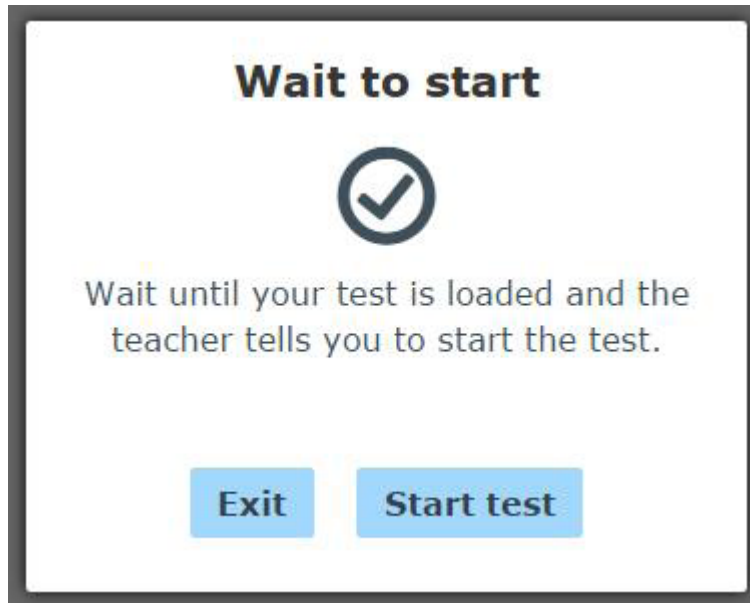 Wait to start
Wait until your test is loaded and the
teacher tells you to start the test.
Exit
Start test